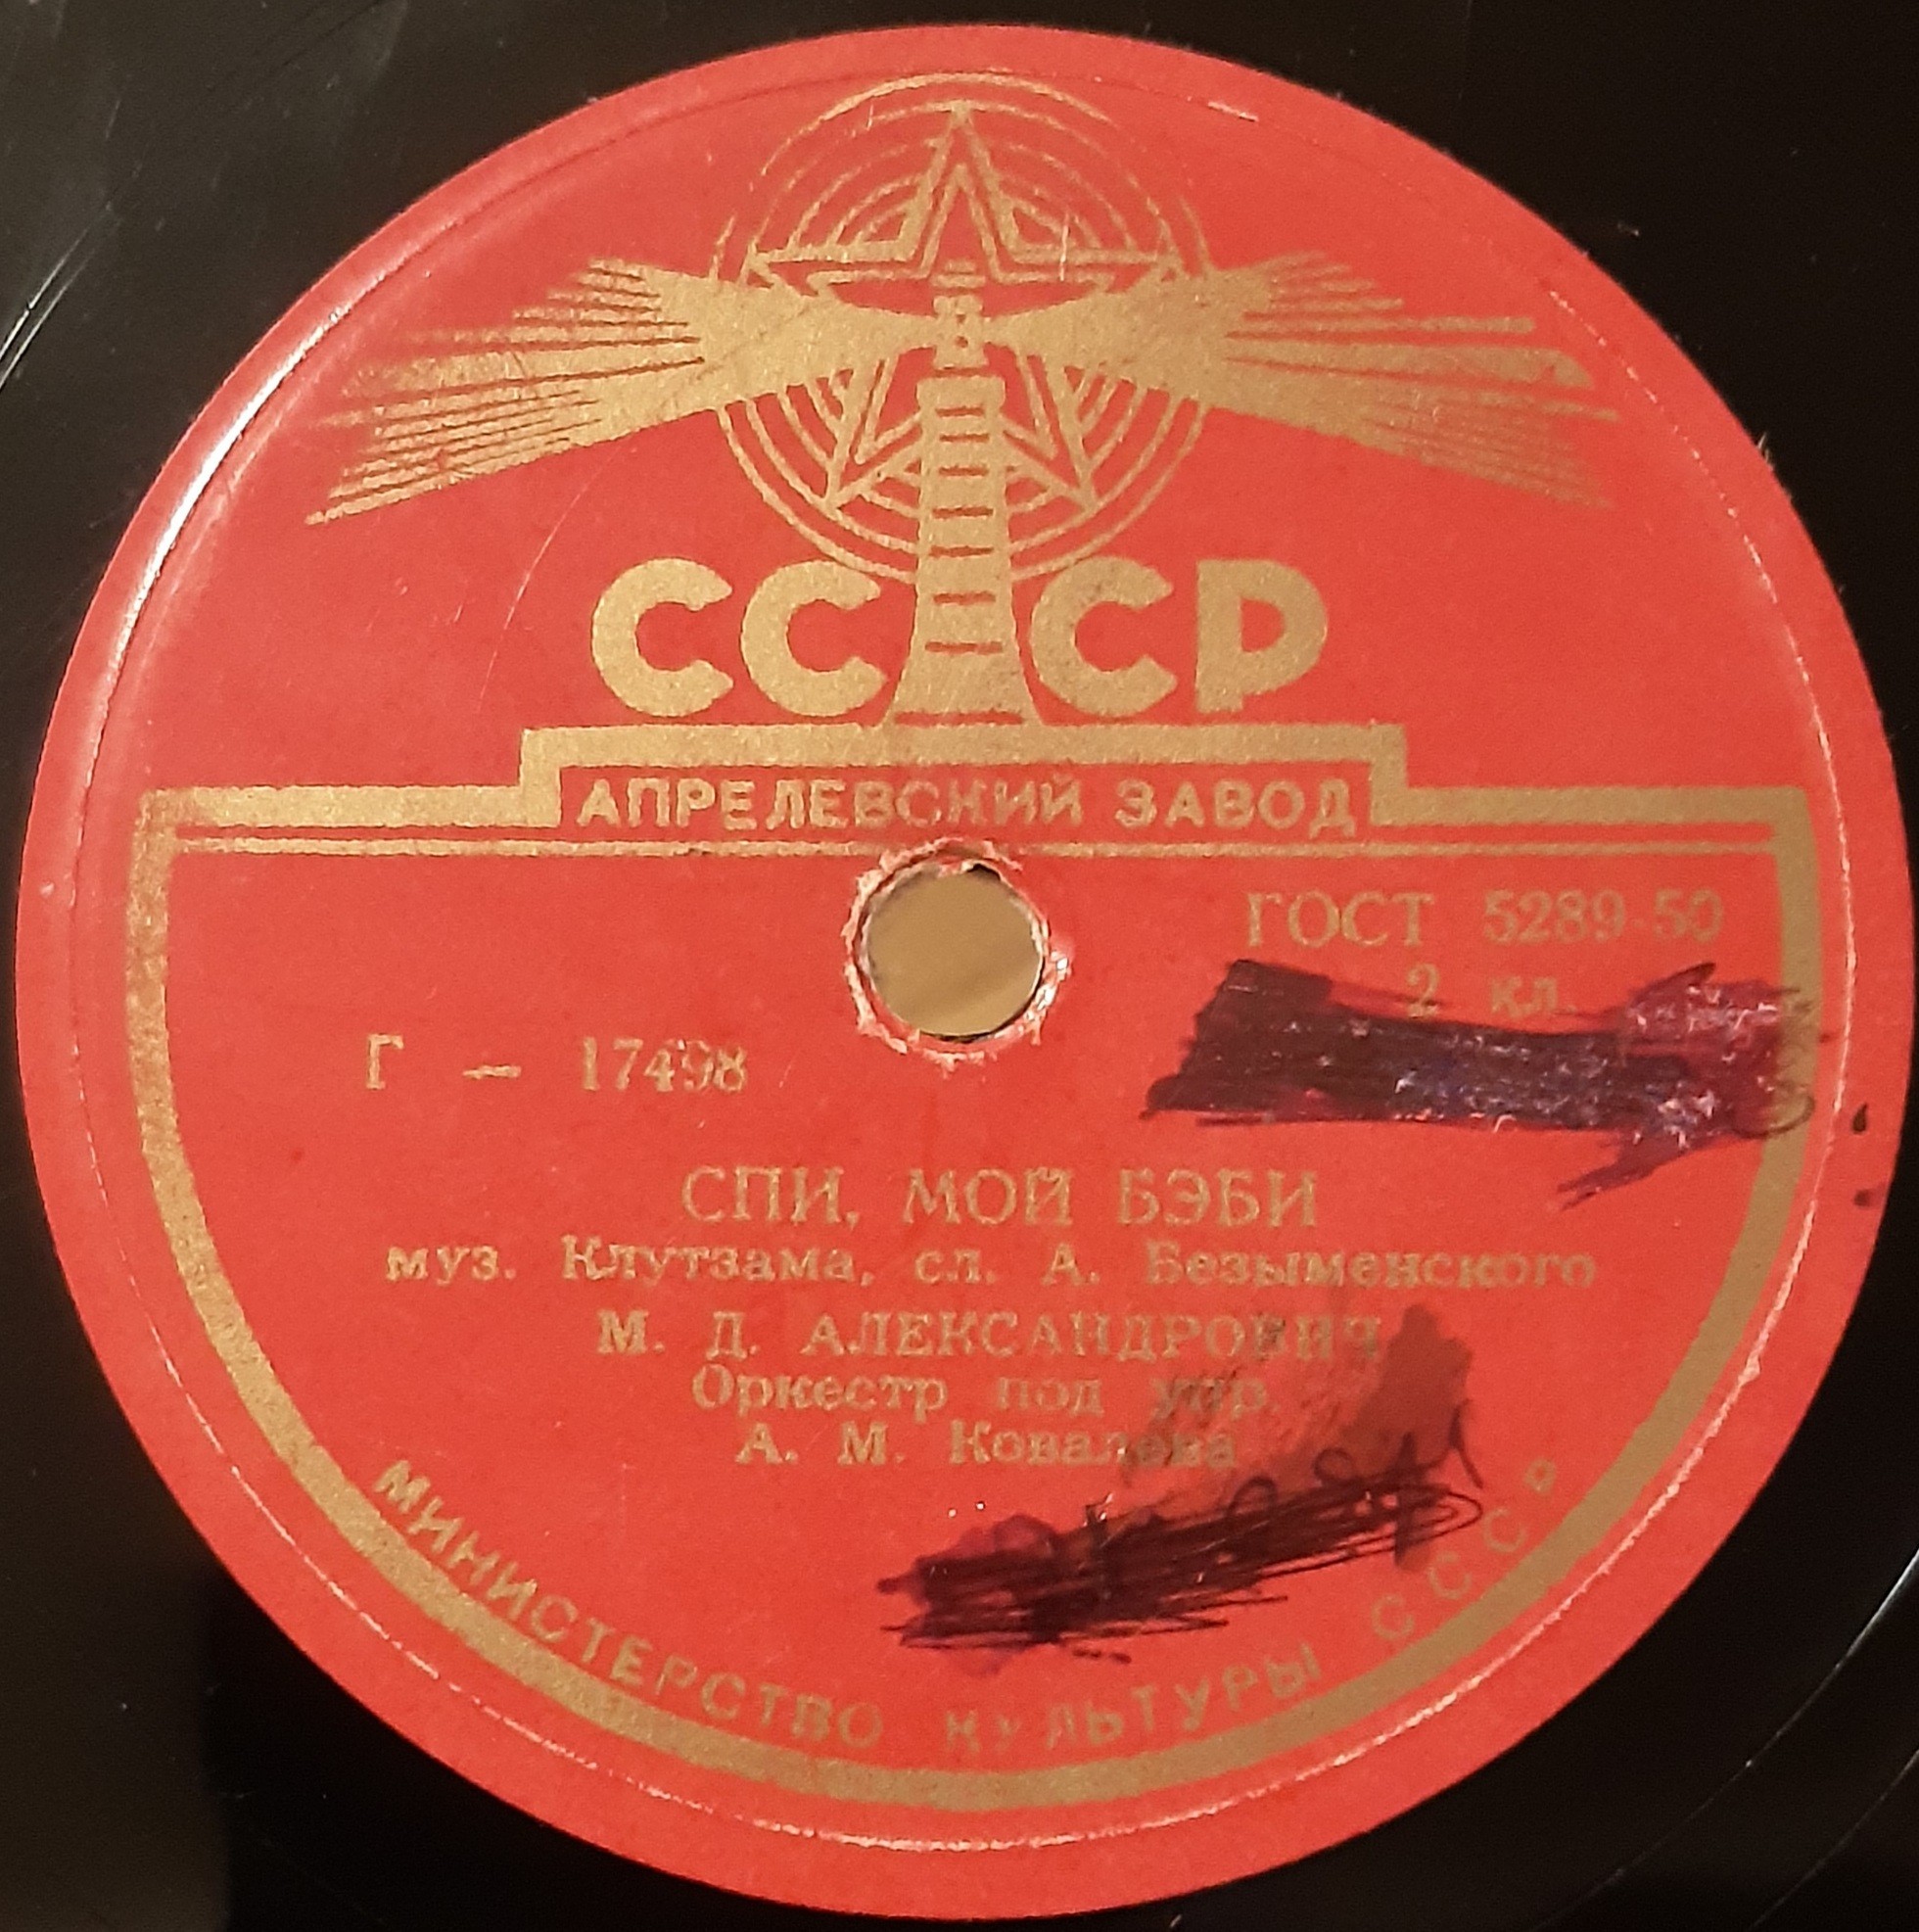 СССР
АПРЕЛЕВСКИЙ ЗАВОД
ГОСТ 5289-50
2 кл.
Г — 17498
СПИ, МОЙ БЭБИ
муз. Клутзама, сл. А. Безыменского
М. Д. АЛЕКСАНДРОВИЧ
Оркестр под упр.
А. М. Ковалева
МИНИСТЕРСТВО КУЛЬТУРЫ СССР